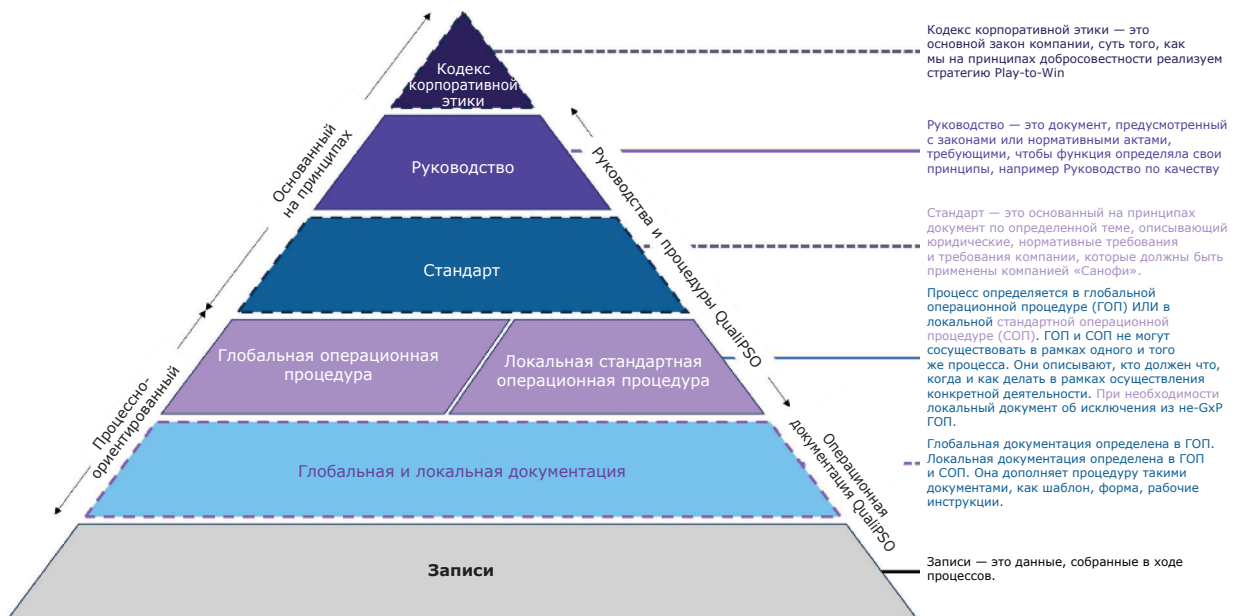 Кодекс
корпоративной
этики
Руководство
Стандарт
Глобальная операционная
процедура
Локальная стандартная
операционная процедура
Глобальная и локальная документация
Записи
Основанный
на принципах
Процессно-
ориентированный
Руководства и процедуры QualiPSO
Операционная
документация QualiPSO
Кодекс корпоративной этики — это
основной закон компании, суть того, как
мы на принципах добросовестности реализуем
стратегию Play-to-Win
Руководство — это документ, предусмотренный
с законами или нормативными актами,
требующими, чтобы функция определяла свои
принципы, например Руководство по качеству
Стандарт — это основанный на принципах
документ по определенной теме, описывающий
юридические, нормативные требования
и требования компании, которые должны быть
применены компанией «Санофи».
Процесс определяется в глобальной
операционной процедуре (ГОП) ИЛИ в
локальной стандартной операционной
процедуре (СОП). ГОП и СОП не могут
сосуществовать в рамках одного и того
же процесса. Они описывают, кто должен что,
когда и как делать в рамках осуществления
конкретной деятельности. При необходимости
локальный документ об исключения из не-GxP
ГОП.
Глобальная документация определена в ГОП.
Локальная документация определена в ГОП
и СОП. Она дополняет процедуру такими
документами, как шаблон, форма, рабочие
инструкции.
Записи — это данные, собранные в ходе
процессов.